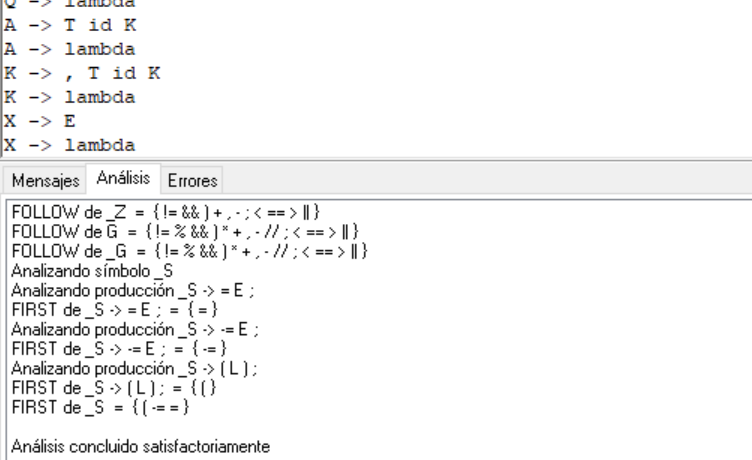 Q -> lambda
A -> T id K
A -> lambda
K -> , T id K
K -> lambda
X -> E
X -> lambda
Mensajes Análisis Errores
FOLLOW de _Z = { != && ) + , - ; < == > || }
FOLLOW de G = { != % && ) * + , - // ; < == > || }
FOLLOW de _G = { != % && ) * + , - // ; < == > || }
Analizando símbolo _S
Analizando producción _S -> = E ;
FIRST de _S -> = E ; = { = }
Analizando producción _S -> -= E ;
FIRST de _S -> -= E ; = { -= }
Analizando producción _S -> ( L ) ;
FIRST de _S -> ( L ) ; = { ( }
FIRST de _S = { ( -= = }
Análisis concluido satisfactoriamente